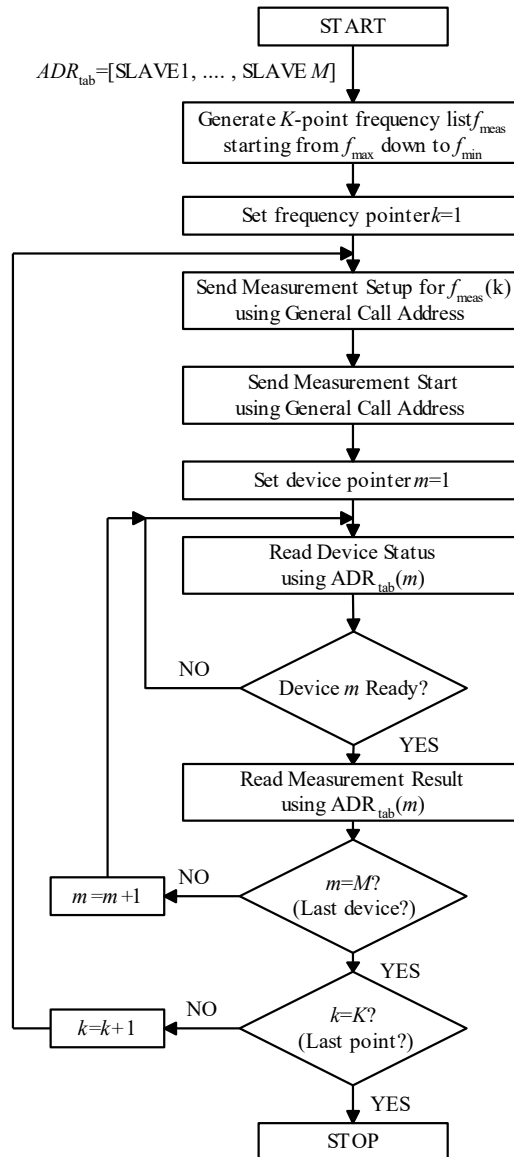 START
ADR_tab=[SLAVE1, .... , SLAVE M]
Generate K-point frequency list f_meas
starting from f_max down to f_min
Set frequency pointer k=1
Send Measurement Setup for f_meas(k)
using General Call Address
Send Measurement Start
using General Call Address
Set device pointer m=1
Read Device Status
using ADR_tab(m)
NO
Device m Ready?
YES
Read Measurement Result
using ADR_tab(m)
NO
m=m+1
m=M?
(Last device?)
YES
NO
k=k+1
k=K?
(Last point?)
YES
STOP